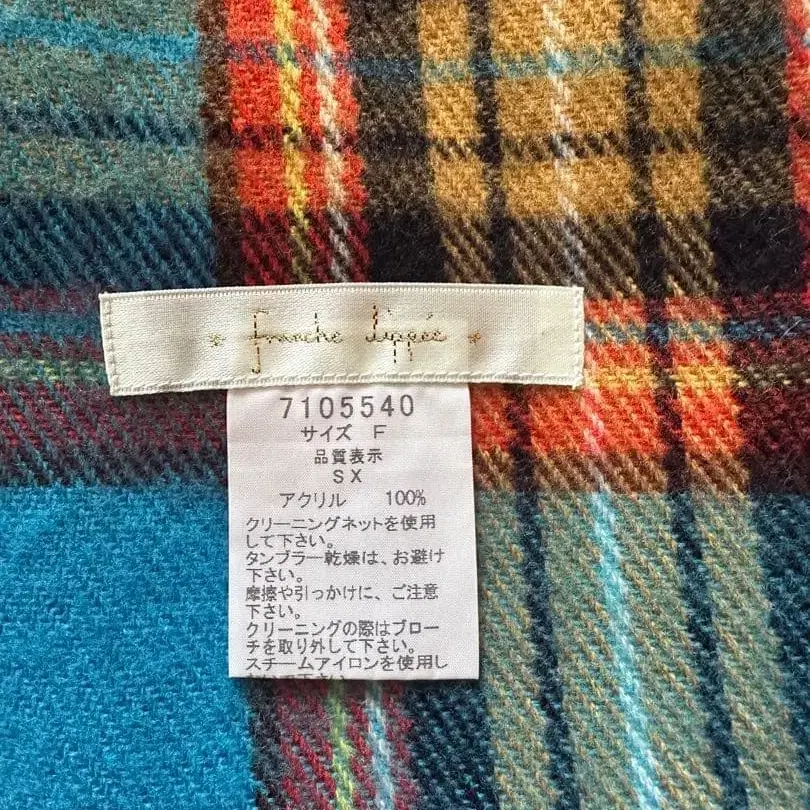 franche lippée
7105540
サイズ F
品質表示
SX
アクリル 100%
クリーニングネットを使用
して下さい。
タンブラー乾燥は、お避け
下さい。
摩擦や引っかけに、ご注意
下さい。
クリーニングの際はブロー
チを取り外して下さい。
スチームアイロンを使用し